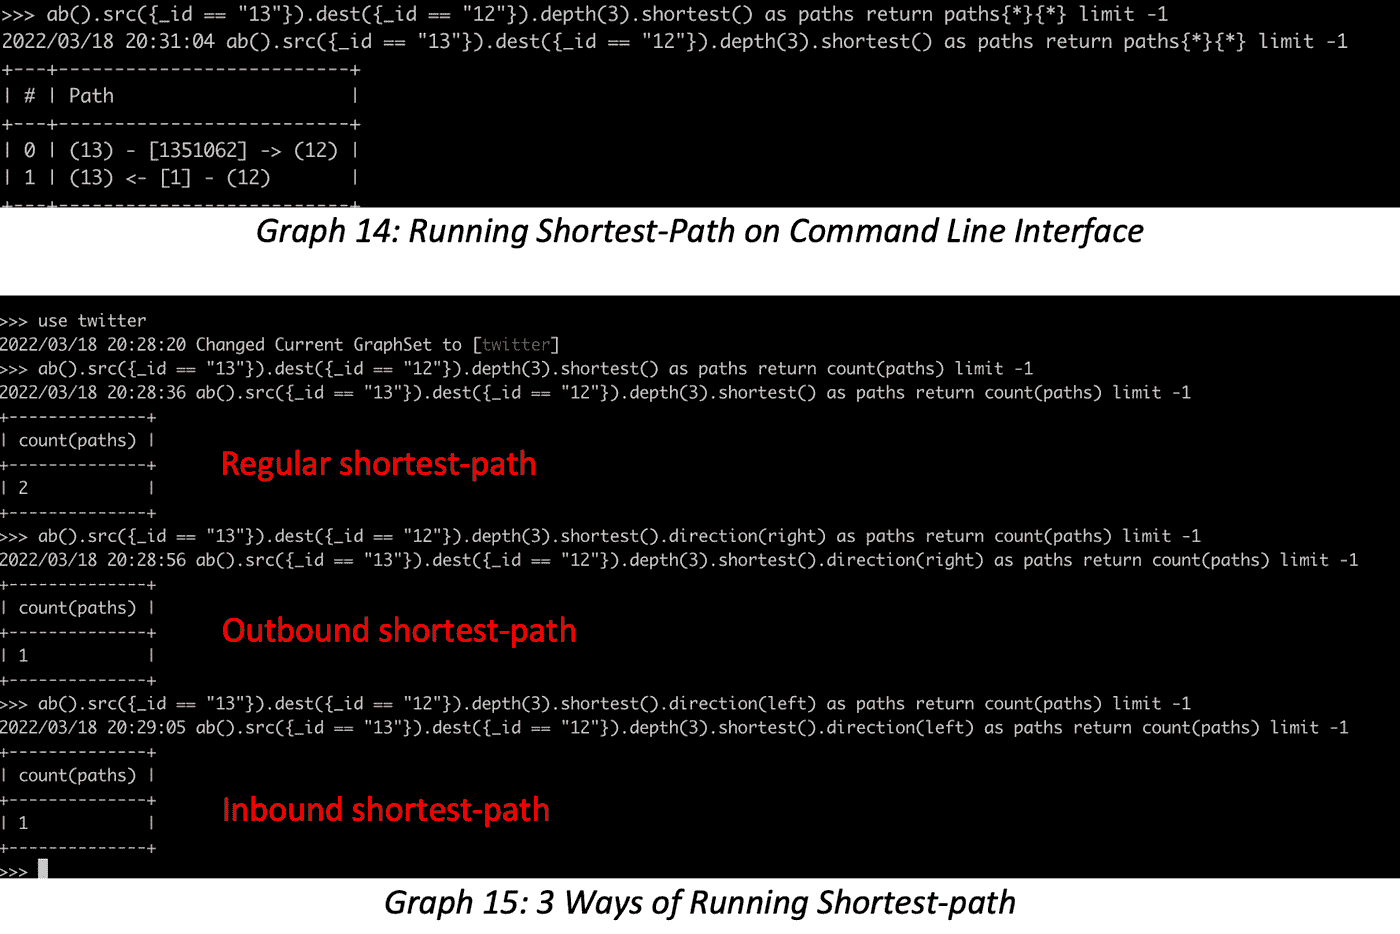 >>> ab().src({_id == "13"}).dest({_id == "12"}).depth(3).shortest() as paths return paths{*}{*} limit -1
2022/03/18 20:31:04 ab().src({_id == "13"}).dest({_id == "12"}).depth(3).shortest() as paths return paths{*}{*} limit -1
+---+--------------------------+
| # | Path                     |
+---+--------------------------+
| 0 | (13) - [1351062] -> (12) |
| 1 | (13) <- [1] - (12)       |
+---+--------------------------+
Graph 14: Running Shortest-Path on Command Line Interface
>>> use twitter
2022/03/18 20:28:20 Changed Current GraphSet to [twitter]
>>> ab().src({_id == "13"}).dest({_id == "12"}).depth(3).shortest() as paths return count(paths) limit -1
2022/03/18 20:28:36 ab().src({_id == "13"}).dest({_id == "12"}).depth(3).shortest() as paths return count(paths) limit -1
+--------------+
| count(paths) |
+--------------+
Regular shortest-path
| 2            |
+--------------+
>>> ab().src({_id == "13"}).dest({_id == "12"}).depth(3).shortest().direction(right) as paths return count(paths) limit -1
2022/03/18 20:28:56 ab().src({_id == "13"}).dest({_id == "12"}).depth(3).shortest().direction(right) as paths return count(paths) limit -1
+--------------+
| count(paths) |
+--------------+
Outbound shortest-path
| 1            |
+--------------+
>>> ab().src({_id == "13"}).dest({_id == "12"}).depth(3).shortest().direction(left) as paths return count(paths) limit -1
2022/03/18 20:29:05 ab().src({_id == "13"}).dest({_id == "12"}).depth(3).shortest().direction(left) as paths return count(paths) limit -1
+--------------+
| count(paths) |
+--------------+
Inbound shortest-path
| 1            |
+--------------+
>>>
Graph 15: 3 Ways of Running Shortest-path